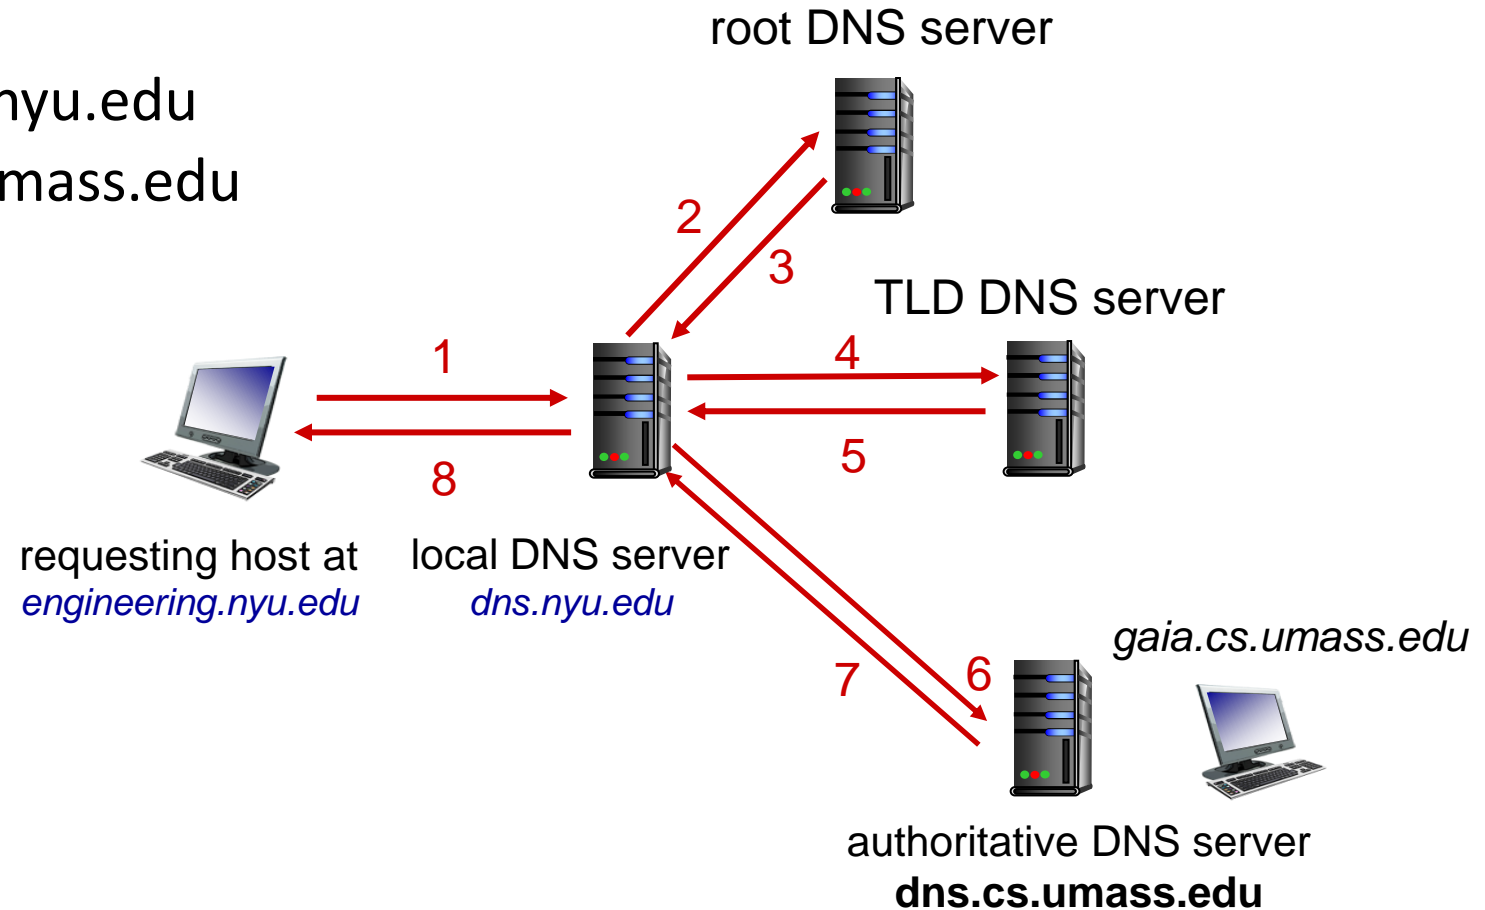 root DNS server
nyu.edu
mass.edu
2
3
TLD DNS server
1
4
5
8
requesting host at
engineering.nyu.edu
local DNS server
dns.nyu.edu
gaia.cs.umass.edu
6
7
authoritative DNS server
dns.cs.umass.edu